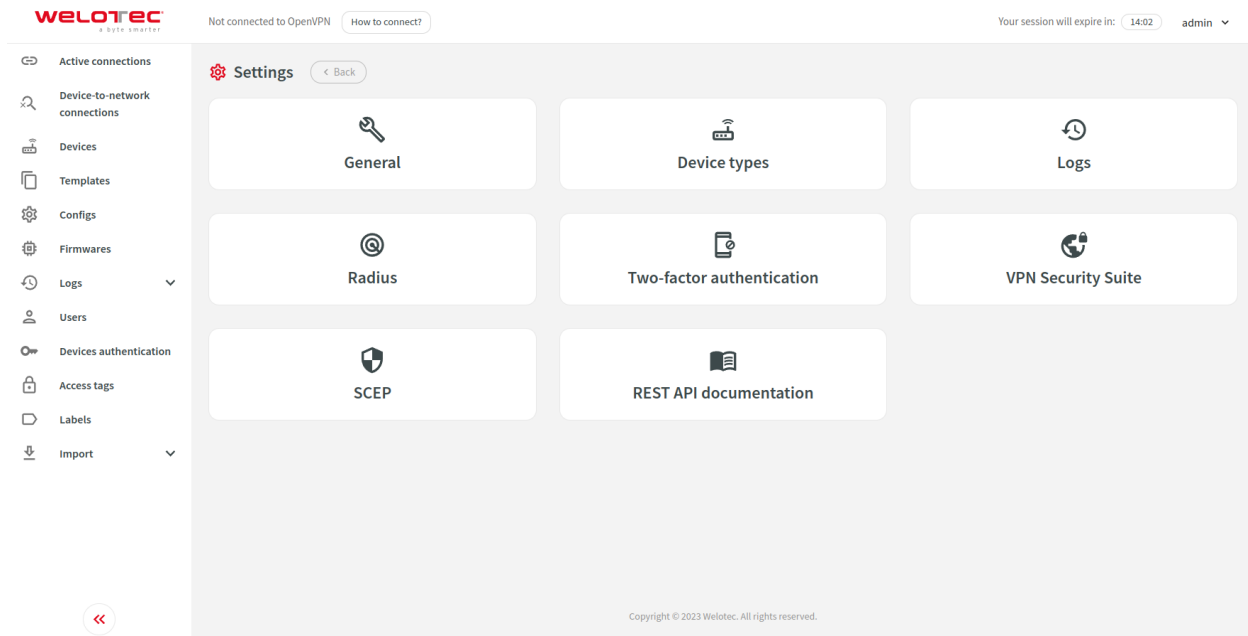 welotec
a byte smarter
Not connected to OpenVPN
How to connect?
Your session will expire in:
14:02
admin
Active connections
Device-to-network
connections
Devices
Templates
Configs
Firmwares
Logs
Users
Devices authentication
Access tags
Labels
Import
Settings
Back
General
Device types
Logs
Radius
Two-factor authentication
VPN Security Suite
SCEP
REST API documentation
Copyright © 2023 Welotec. All rights reserved.